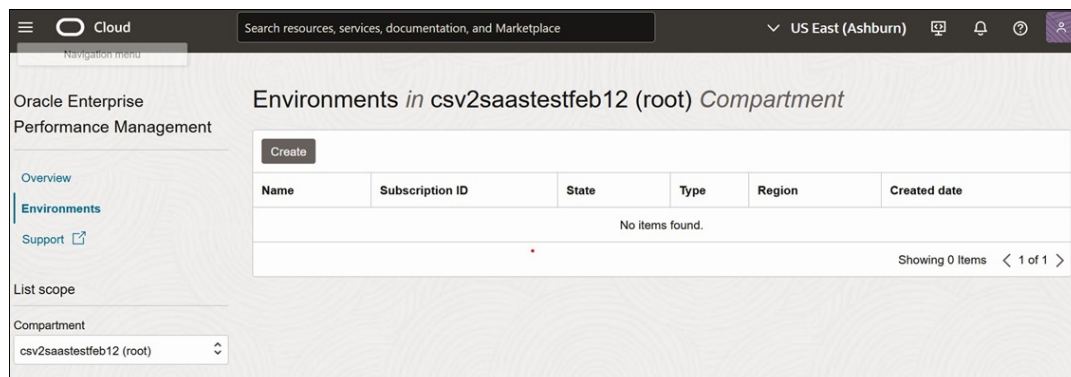 Cloud
Search resources, services, documentation, and Marketplace
US East (Ashburn)
Navigation menu
Oracle Enterprise
Performance Management
Overview
Environments
Support
List scope
Compartment
csv2saastestfeb12 (root)
Environments in csv2saastestfeb12 (root) Compartment
Create
Name Subscription ID State Type Region Created date
No items found.
Showing 0 Items < 1 of 1 >